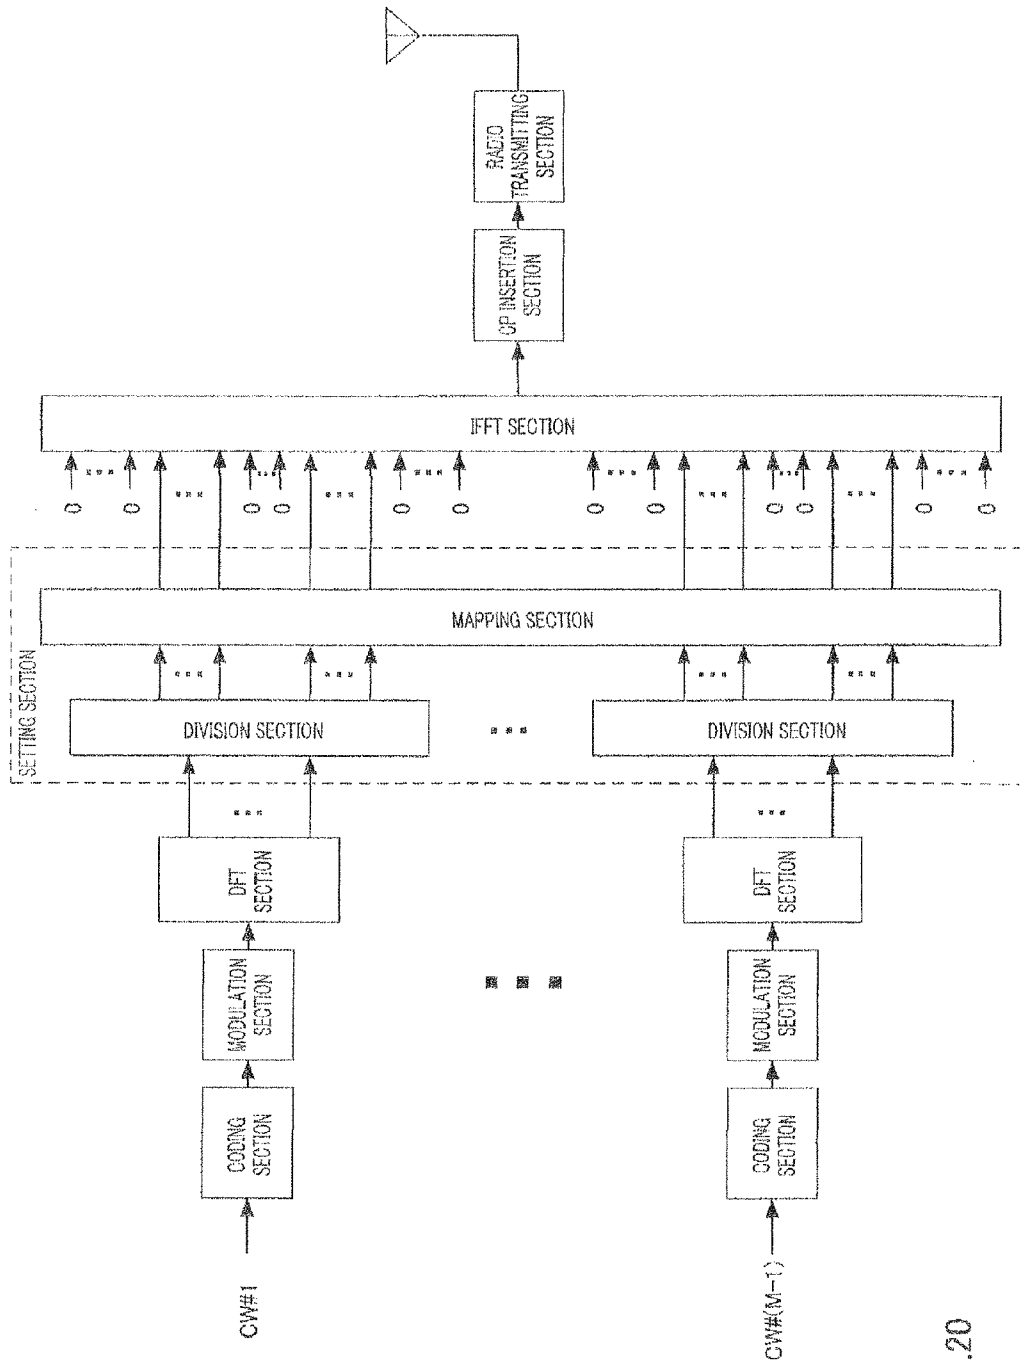 SETTING SECTION
CW#1
CODING
SECTION
MODULATION
SECTION
DFT
SECTION
DIVISION SECTION
CW#(M-1)
CODING
SECTION
MODULATION
SECTION
DFT
SECTION
DIVISION SECTION
MAPPING SECTION
0
0
0
0
0
0
0
0
0
0
0
0
IFFT SECTION
CP INSERTION
SECTION
RADIO
TRANSMITTING
SECTION
.20